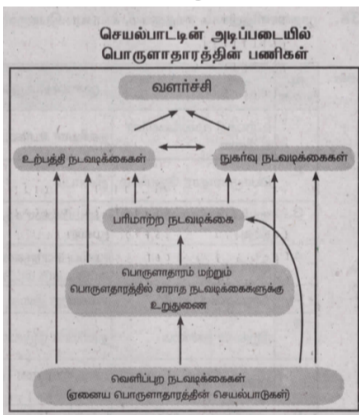 செயல்பாட்டின் அடிப்படையில்
பொருளாதாரத்தின் பணிகள்
வளர்ச்சி
உற்பத்தி நடவடிக்கைகள்
நுகர்வு நடவடிக்கைகள்
பரிமாற்ற நடவடிக்கை
பொருளாதாரம் மற்றும்
பொருளதாரத்தில் சாராத நடவடிக்கைகளுக்கு
உறுதுணை
வெளிப்புற நடவடிக்கைகள்
(ஏனைய பொருளாதாரத்தின் செயல்பாடுகள்)